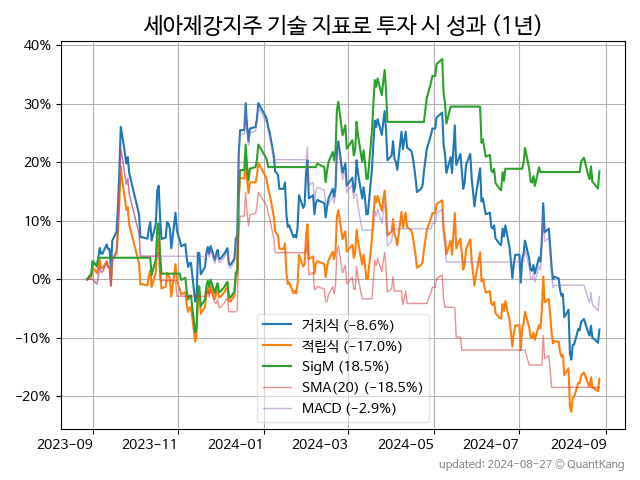 세아제강지주 기술 지표로 투자 시 성과 (1년)
40%
30%
20%
10%
0%
−10%
−20%
거치식 (−8.6%)
적립식 (−17.0%)
SigM (18.5%)
SMA(20) (−18.5%)
MACD (−2.9%)
2023-09 2023-11 2024-01 2024-03 2024-05 2024-07 2024-09
updated: 2024-08-27 ⓒ QuantKang